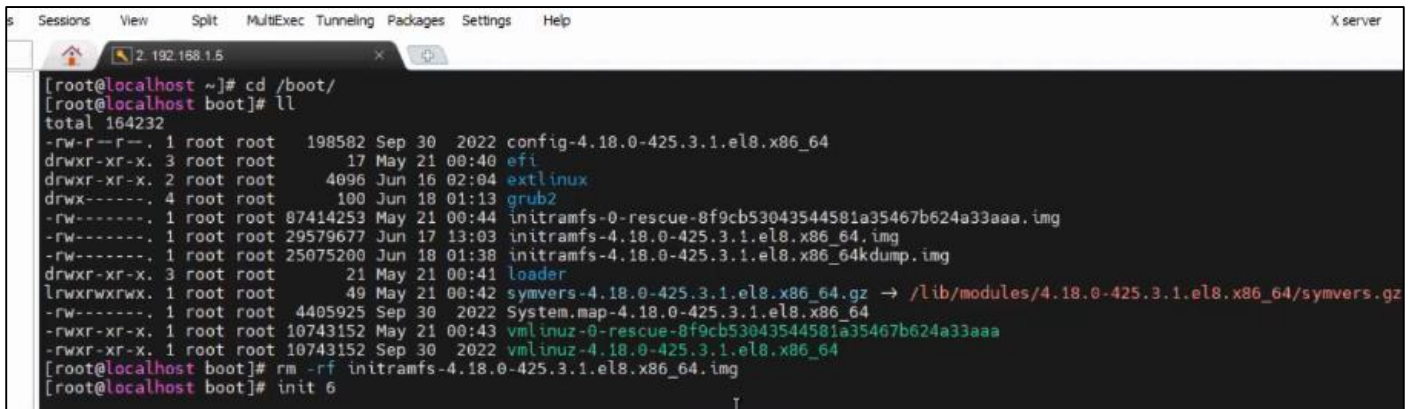 s Sessions View Split MultiExec Tunneling Packages Settings Help X server
2. 192.168.1.5
[root@localhost ~]# cd /boot/
[root@localhost boot]# ll
total 164232
-rw-r--r--. 1 root root 198582 Sep 30 2022 config-4.18.0-425.3.1.el8.x86_64
drwxr-xr-x. 3 root root 17 May 21 00:40 efi
drwxr-xr-x. 2 root root 4096 Jun 16 02:04 extlinux
drwx------. 4 root root 100 Jun 18 01:13 grub2
-rw-------. 1 root root 87414253 May 21 00:44 initramfs-0-rescue-8f9cb53043544581a35467b624a33aaa.img
-rw-------. 1 root root 29579677 Jun 17 13:03 initramfs-4.18.0-425.3.1.el8.x86_64.img
-rw-------. 1 root root 25075200 Jun 18 01:38 initramfs-4.18.0-425.3.1.el8.x86_64kdump.img
drwxr-xr-x. 3 root root 21 May 21 00:41 loader
lrwxrwxrwx. 1 root root 49 May 21 00:42 symvers-4.18.0-425.3.1.el8.x86_64.gz → /lib/modules/4.18.0-425.3.1.el8.x86_64/symvers.gz
-rw-------. 1 root root 4405925 Sep 30 2022 System.map-4.18.0-425.3.1.el8.x86_64
-rwxr-xr-x. 1 root root 10743152 May 21 00:43 vmlinuz-0-rescue-8f9cb53043544581a35467b624a33aaa
-rwxr-xr-x. 1 root root 10743152 Sep 30 2022 vmlinuz-4.18.0-425.3.1.el8.x86_64
[root@localhost boot]# rm -rf initramfs-4.18.0-425.3.1.el8.x86_64.img
[root@localhost boot]# init 6